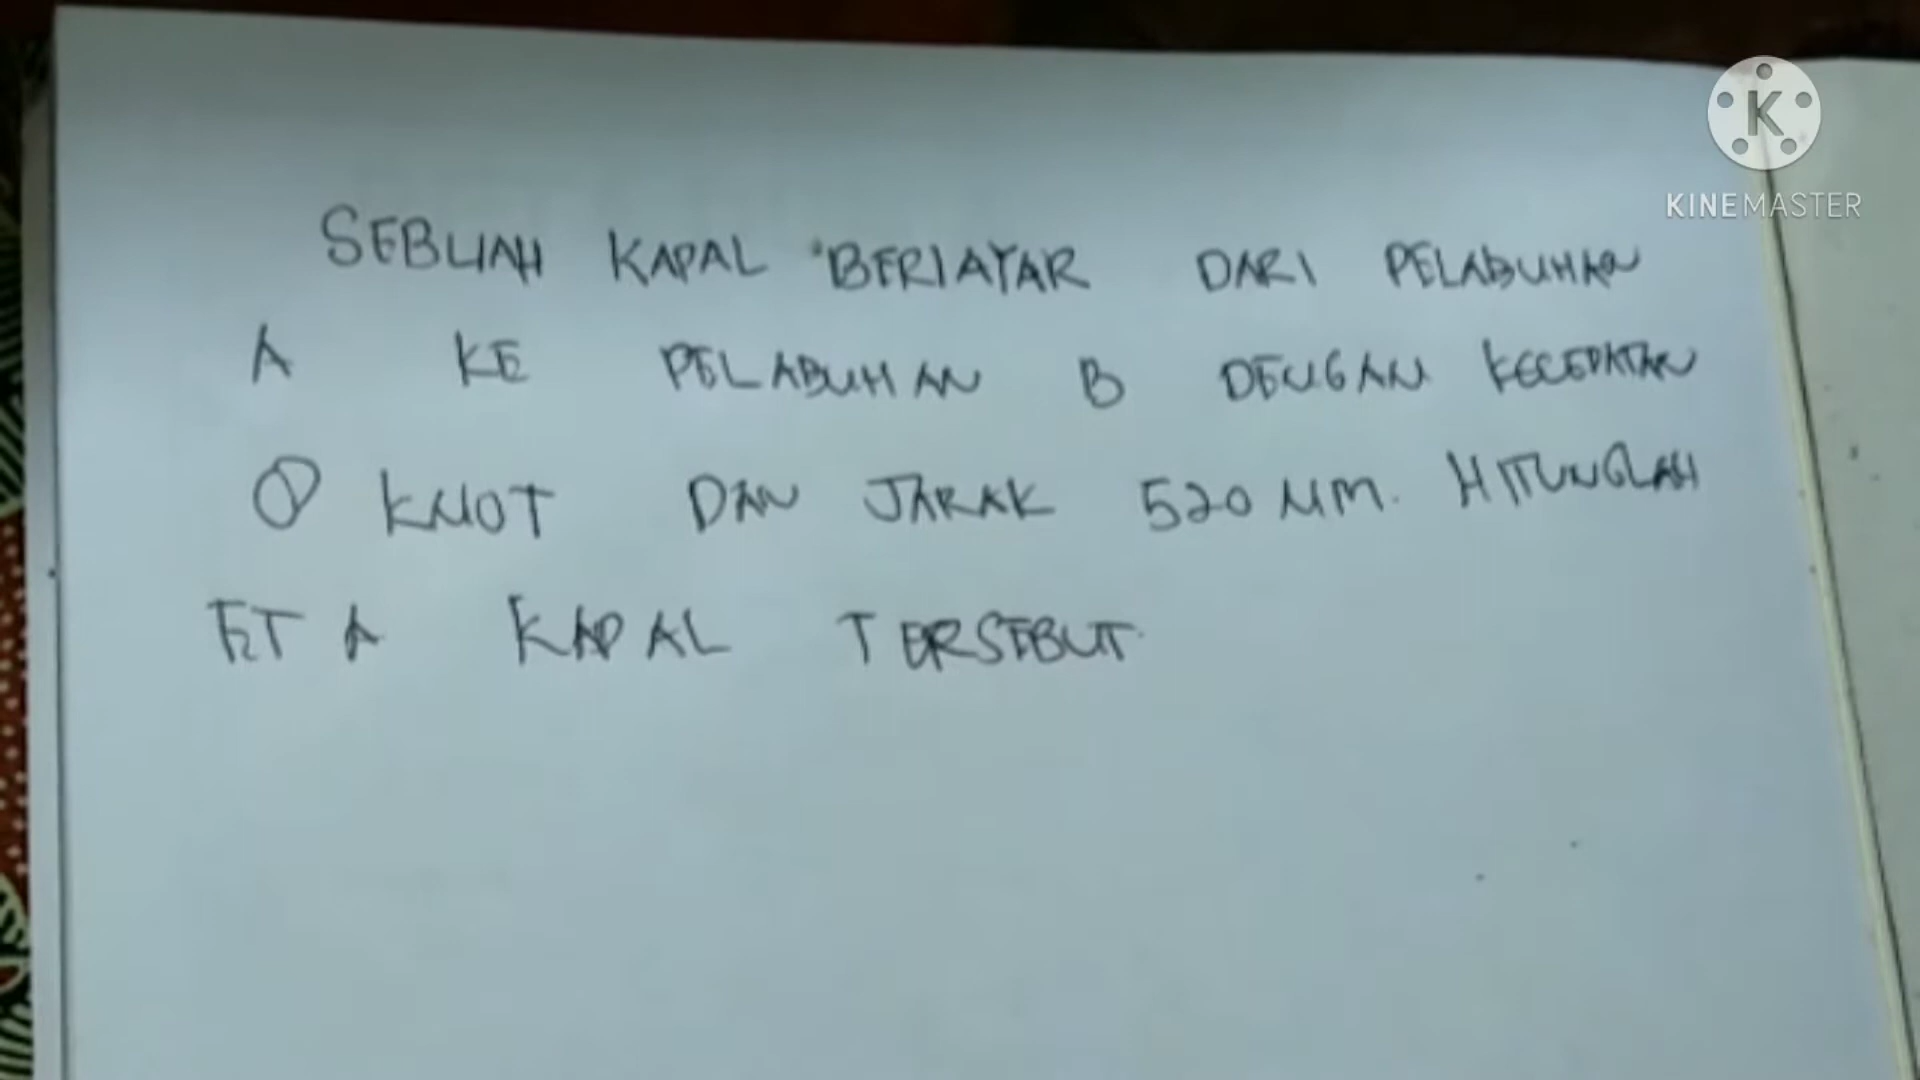 K
KINEMASTER
SEBUAH KAPAL BERLAYAR DARI PELABUHAN
A KE PELABUHAN B DENGAN KECEPATAN
KNOT DAN JARAK 520 NM. HITUNGLAH
ETA KAPAL TERSEBUT